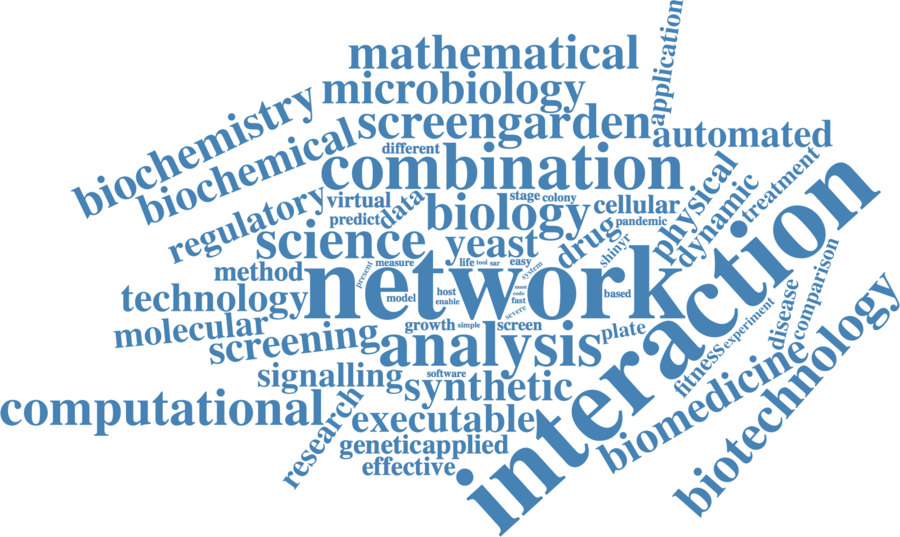 application
mathematical
microbiology
biochemistry
screengarden
automated
biochemical
different
combination
physical
treatment
regulatory
virtual
data
stage
colony
cellular
dynamic
predict
biology
pandemic
interaction
science
yeast
drug
shinyr
comparison
method
present
measure
life
tool
sar
easy
system
network
technology
model
host
enable
most
code
fast
severe
based
disease
experiment
biotechnology
molecular
screening
growth
simple
screen
plate
analysis
fitness
biomedicine
signalling
software
synthetic
computational
research
executable
geneticapplied
effective